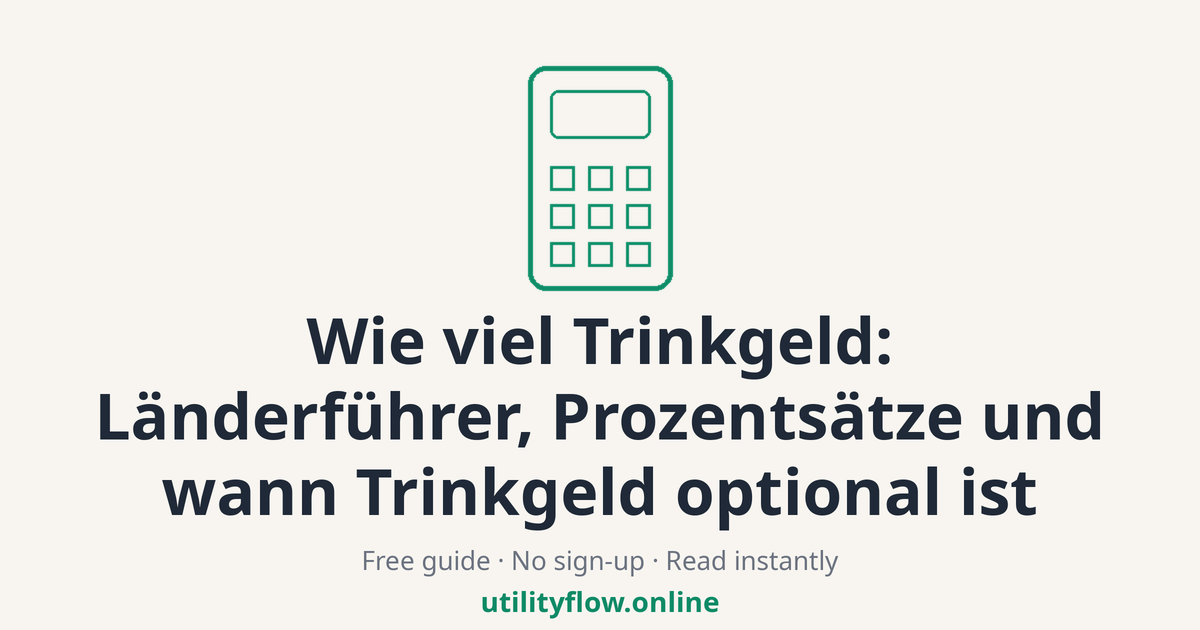 Wie viel Trinkgeld:
Länderführer, Prozentsätze und
wann Trinkgeld optional ist
Free guide · No sign-up · Read instantly
utilityflow.online